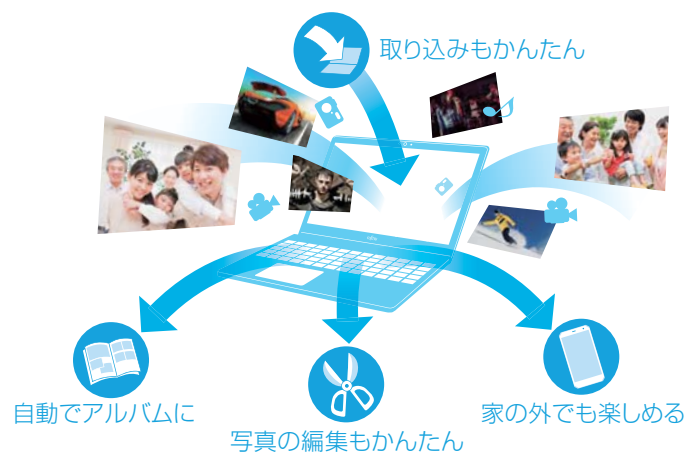 取り込みもかんたん
自動でアルバムに
写真の編集もかんたん
家の外でも楽しめる